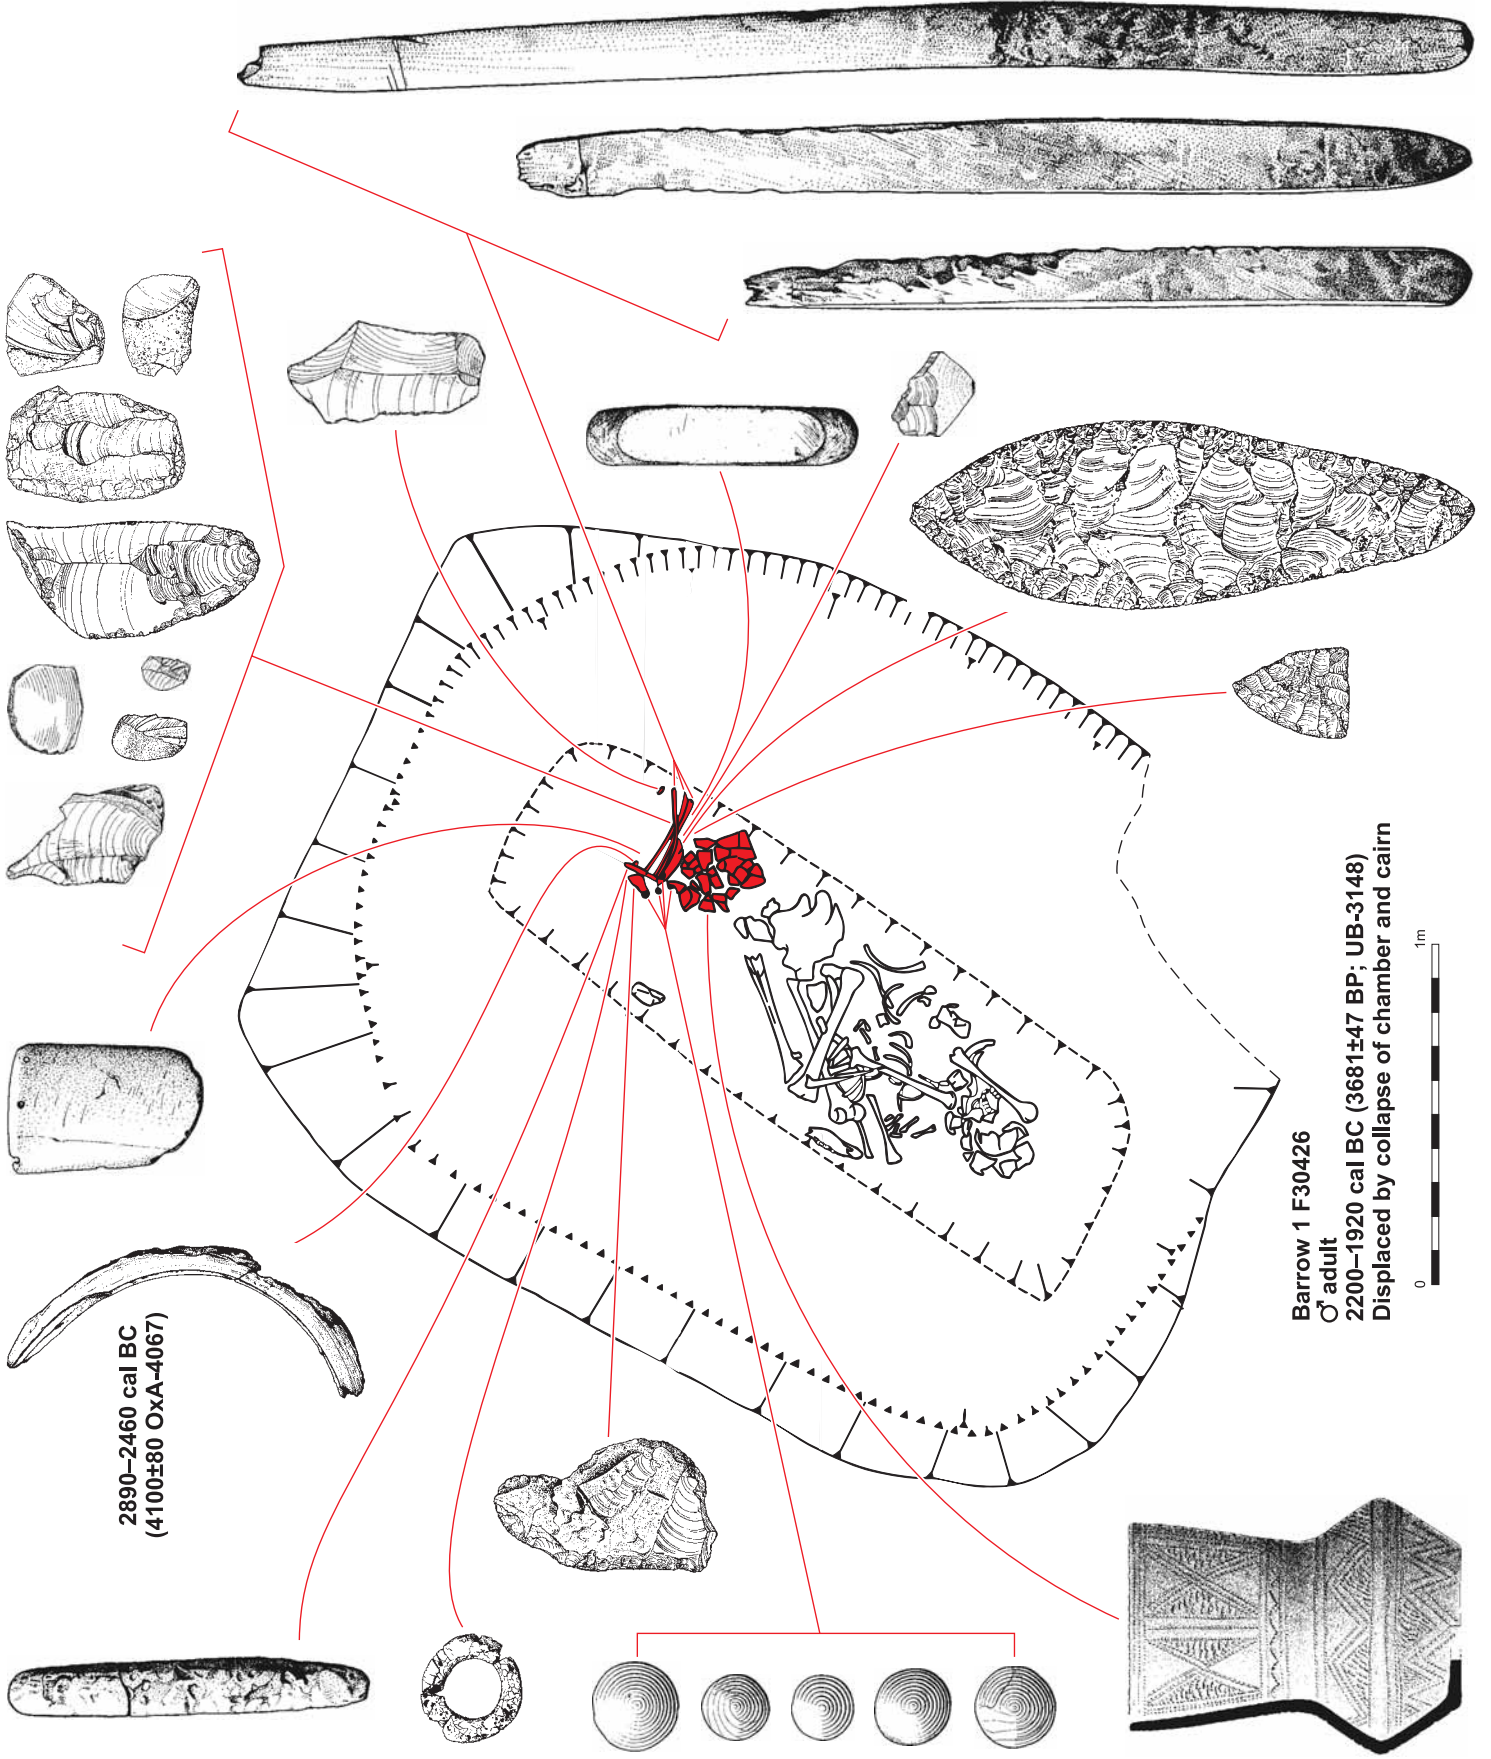 2890–2460 cal BC
(4100±80 OxA-4067)
Barrow 1 F30426
♂ adult
2200–1920 cal BC (3681±47 BP; UB-3148)
Displaced by collapse of chamber and cairn
0
1m